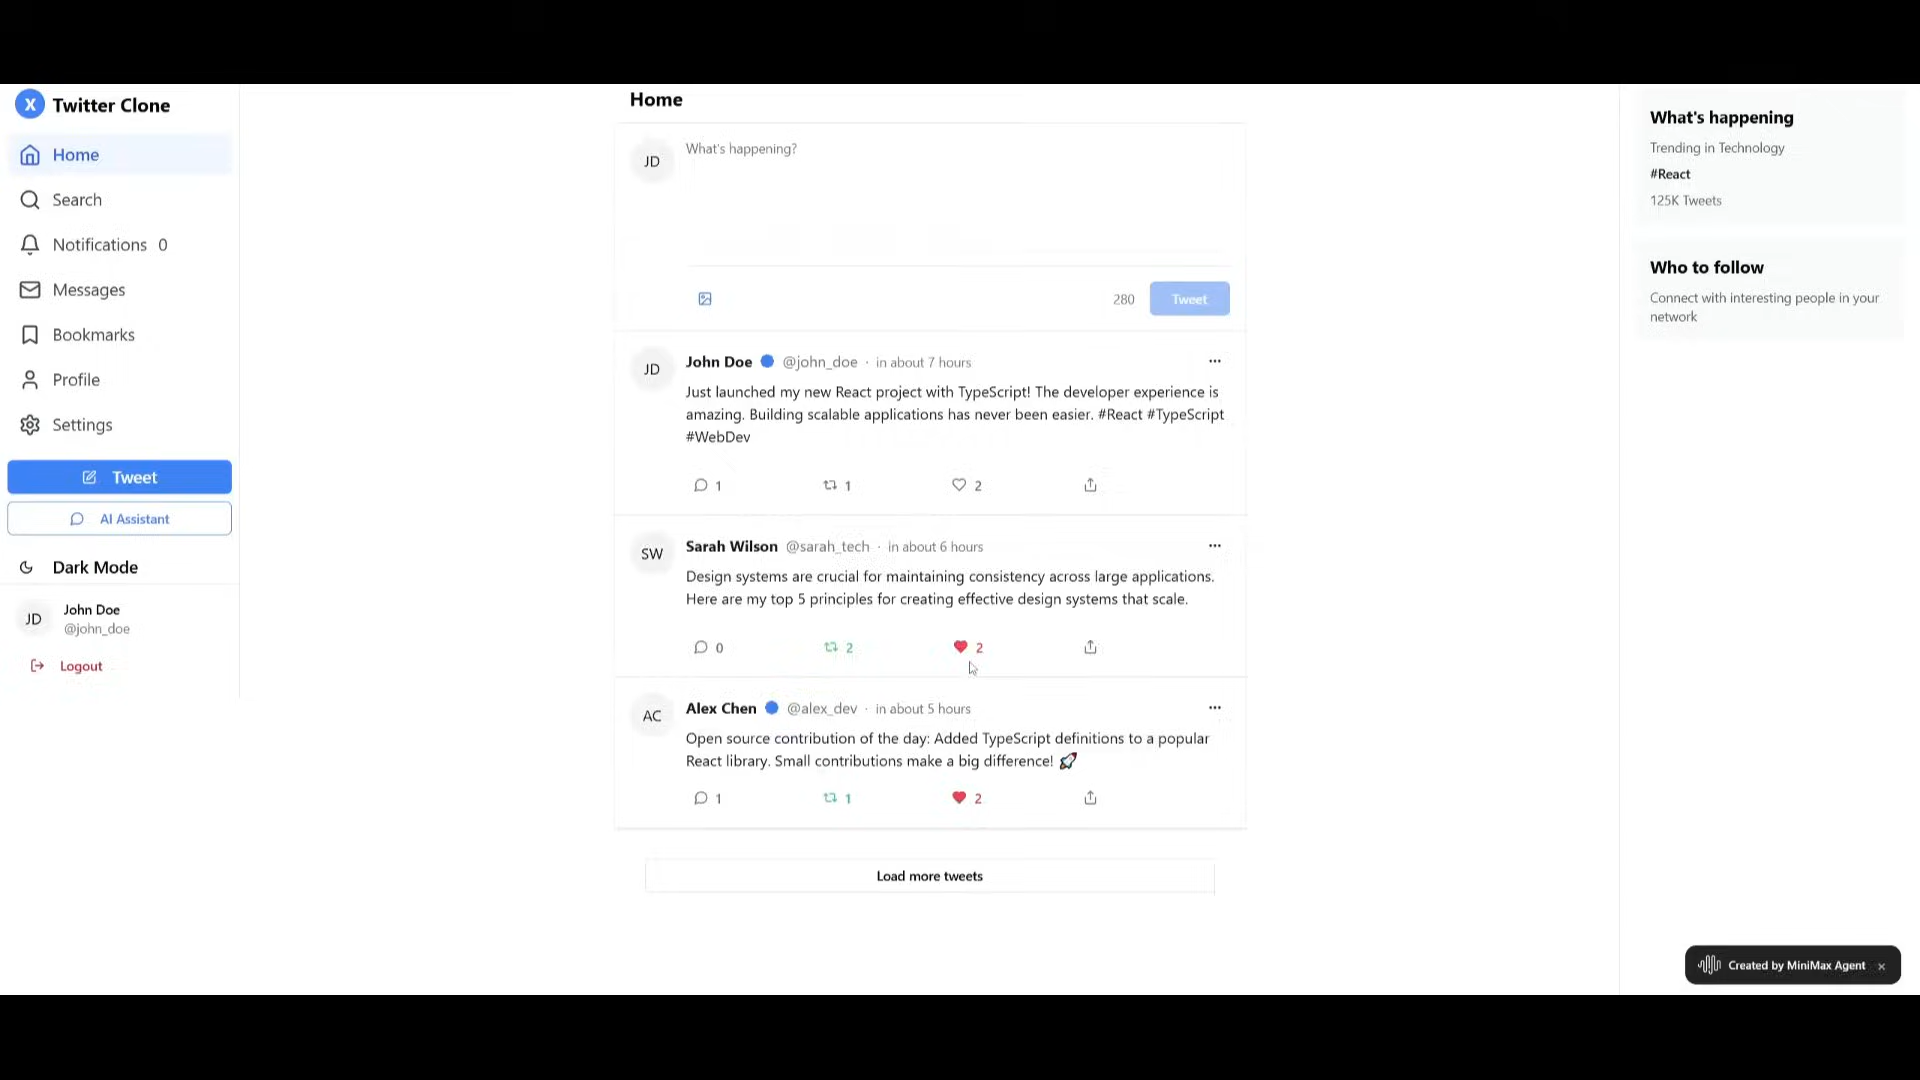 X Twitter Clone
Home
Search
Notifications 0
Messages
Bookmarks
Profile
Settings
Tweet
AI Assistant
Dark Mode
JD
John Doe
@john_doe
Logout
Home
JD
What's happening?
280 Tweet
JD
John Doe @john_doe · in about 7 hours ...
Just launched my new React project with TypeScript! The developer experience is
amazing. Building scalable applications has never been easier. #React #TypeScript
#WebDev
1 1 2
SW
Sarah Wilson @sarah_tech · in about 6 hours ...
Design systems are crucial for maintaining consistency across large applications.
Here are my top 5 principles for creating effective design systems that scale.
0 2 2
AC
Alex Chen @alex_dev · in about 5 hours ...
Open source contribution of the day: Added TypeScript definitions to a popular
React library. Small contributions make a big difference! 🚀
1 1 2
Load more tweets
What's happening
Trending in Technology
#React
125K Tweets
Who to follow
Connect with interesting people in your
network
Created by MiniMax Agent ×